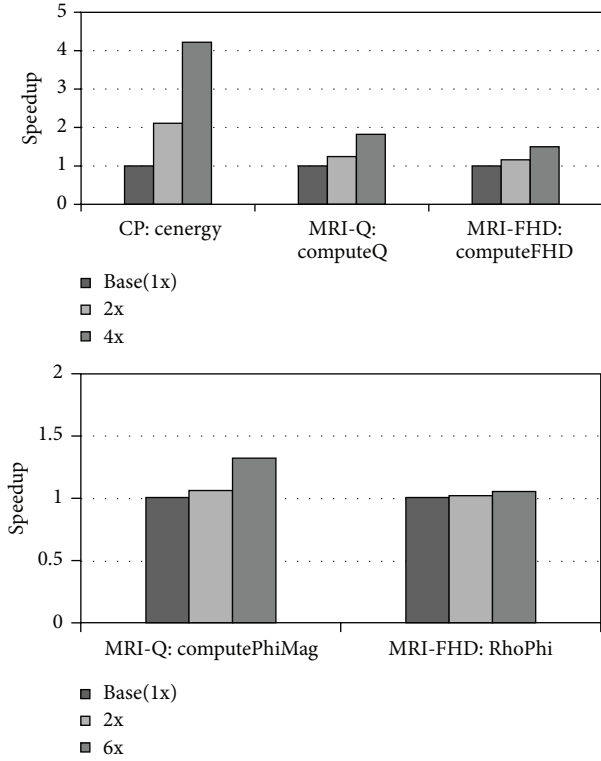 5
4
3
2
1
0
Speedup
CP: cenergy
MRI-Q:
computeQ
MRI-FHD:
computeFHD
Base(1x)
2x
4x
2
1.5
1
0.5
0
Speedup
MRI-Q: computePhiMag
MRI-FHD: RhoPhi
Base(1x)
2x
6x